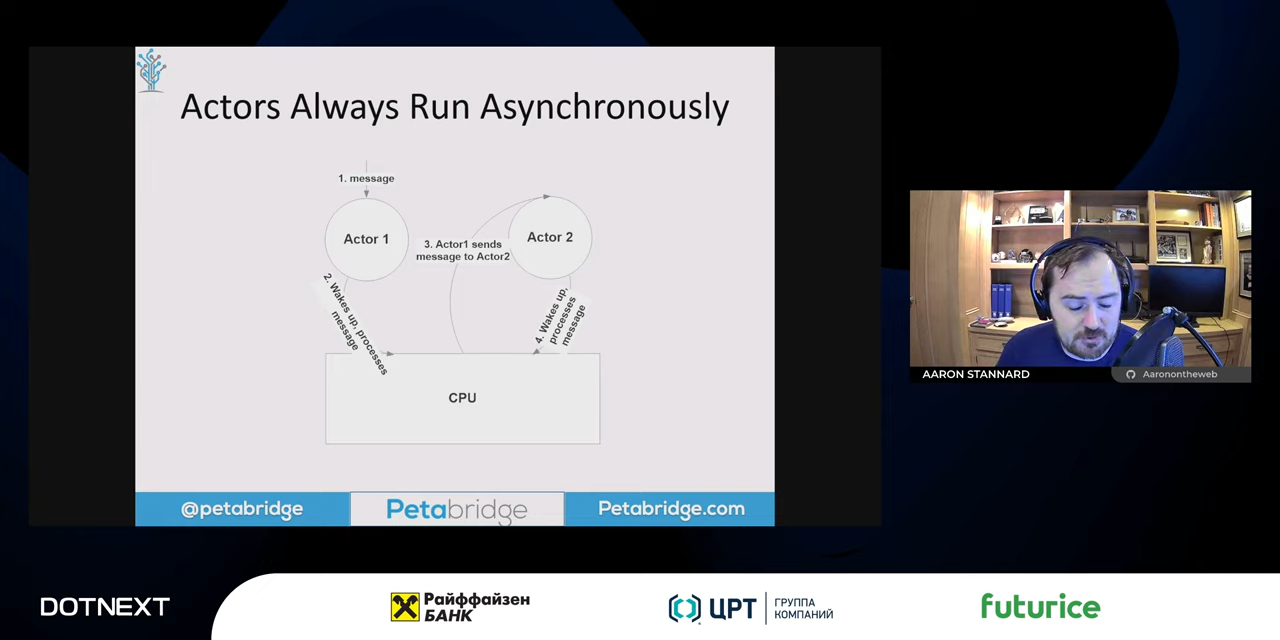 Actors Always Run Asynchronously
1. message
Actor 1
3. Actor1 sends
message to Actor2
Actor 2
2. Wakes up, processes
message
4. Wakes up,
processes
message
CPU
@petabridge
Petabridge
Petabridge.com
AARON STANNARD
Aaronontheweb
DOTNEXT
Райффайзен
БАНК
ЦРТ
ГРУППА
КОМПАНИЙ
futurice